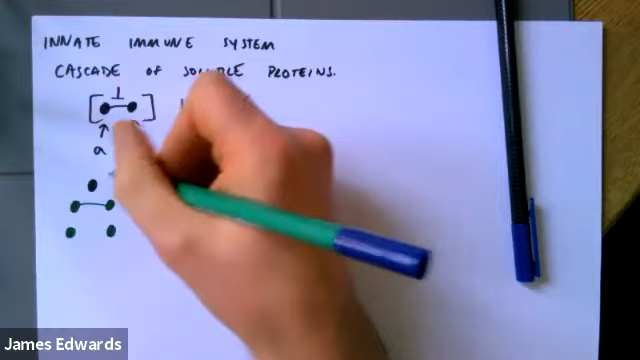 INNATE IMMUNE SYSTEM
CASCADE OF PROTEINS.
a
James Edwards